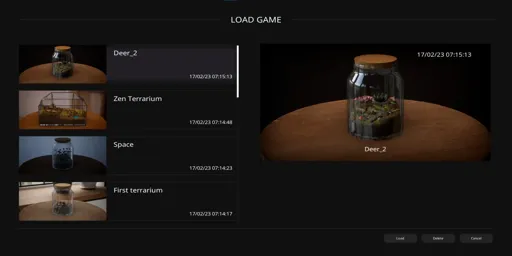 LOAD GAME
Deer_2
17/02/23 07:15:13
Zen Terrarium
17/02/23 07:14:48
Space
17/02/23 07:14:23
First terrarium
17/02/23 07:14:17
17/02/23 07:15:13
Deer_2
Load
Delete
Cancel